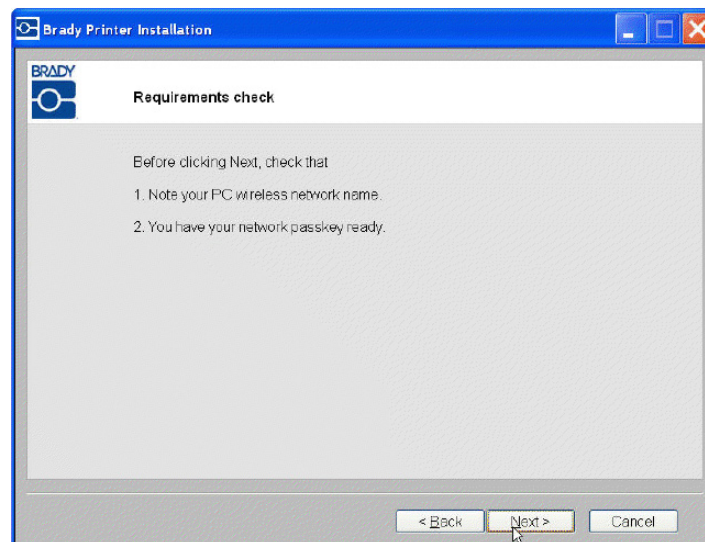 Brady Printer Installation
BRADY
Requirements check
Before clicking Next, check that
1. Note your PC wireless network name.
2. You have your network passkey ready.
< Back Next > Cancel